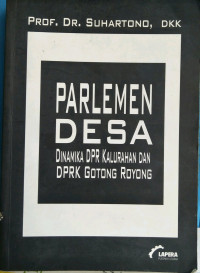 PROF. DR. SUHARTONO, DKK
PARLEMEN
DESA
DINAMIKA DPR KALURAHAN DAN
DPRK GOTONG ROYONG
LAPERA